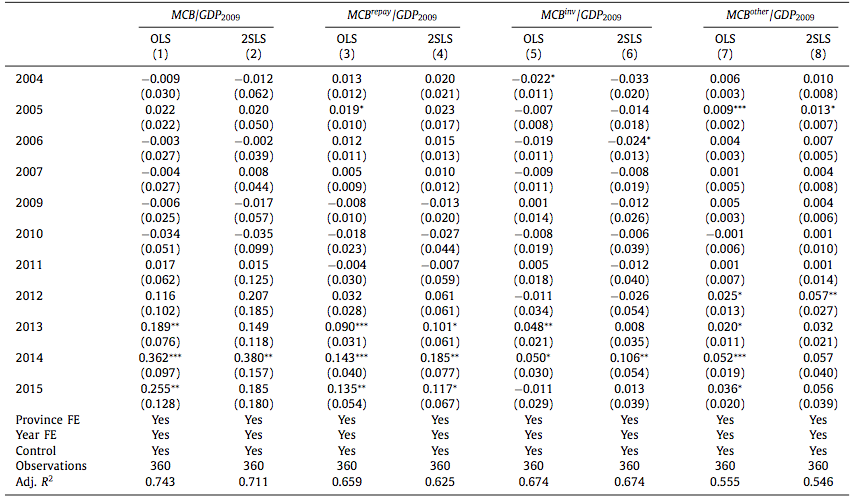 MCB/GDP2009 MCB^repay/GDP2009 MCB^inv/GDP2009 MCB^other/GDP2009
OLS 2SLS OLS 2SLS OLS 2SLS OLS 2SLS
(1) (2) (3) (4) (5) (6) (7) (8)
2004 −0.009 −0.012 0.013 0.020 −0.022* −0.033 0.006 0.010
(0.030) (0.062) (0.012) (0.021) (0.011) (0.020) (0.003) (0.008)
2005 0.022 0.020 0.019* 0.023 −0.007 −0.014 0.009*** 0.013*
(0.022) (0.050) (0.010) (0.017) (0.008) (0.018) (0.002) (0.007)
2006 −0.003 −0.002 0.012 0.015 −0.019 −0.024* 0.004 0.007
(0.027) (0.039) (0.011) (0.013) (0.011) (0.013) (0.003) (0.005)
2007 −0.004 0.008 0.005 0.010 −0.009 −0.008 0.001 0.004
(0.027) (0.044) (0.009) (0.012) (0.011) (0.019) (0.005) (0.008)
2009 −0.006 −0.017 −0.008 −0.013 0.001 −0.012 0.005 0.004
(0.025) (0.057) (0.010) (0.020) (0.014) (0.026) (0.003) (0.006)
2010 −0.034 −0.035 −0.018 −0.027 −0.008 −0.006 −0.001 0.001
(0.051) (0.099) (0.023) (0.044) (0.019) (0.039) (0.006) (0.010)
2011 0.017 0.015 −0.004 −0.007 0.005 −0.012 0.001 0.001
(0.062) (0.125) (0.030) (0.059) (0.018) (0.040) (0.007) (0.014)
2012 0.116 0.207 0.032 0.061 −0.011 −0.026 0.025* 0.057**
(0.102) (0.185) (0.028) (0.061) (0.034) (0.054) (0.013) (0.027)
2013 0.189** 0.149 0.090*** 0.101* 0.048** 0.008 0.020* 0.032
(0.076) (0.118) (0.031) (0.061) (0.021) (0.035) (0.011) (0.021)
2014 0.362*** 0.380** 0.143*** 0.185** 0.050* 0.106** 0.052*** 0.057
(0.097) (0.157) (0.040) (0.077) (0.030) (0.054) (0.019) (0.040)
2015 0.255** 0.185 0.135** 0.117* −0.011 0.013 0.036* 0.056
(0.128) (0.180) (0.054) (0.067) (0.029) (0.039) (0.020) (0.039)
Province FE Yes Yes Yes Yes Yes Yes Yes Yes
Year FE Yes Yes Yes Yes Yes Yes Yes Yes
Control Yes Yes Yes Yes Yes Yes Yes Yes
Observations 360 360 360 360 360 360 360 360
Adj. R² 0.743 0.711 0.659 0.625 0.674 0.674 0.555 0.546